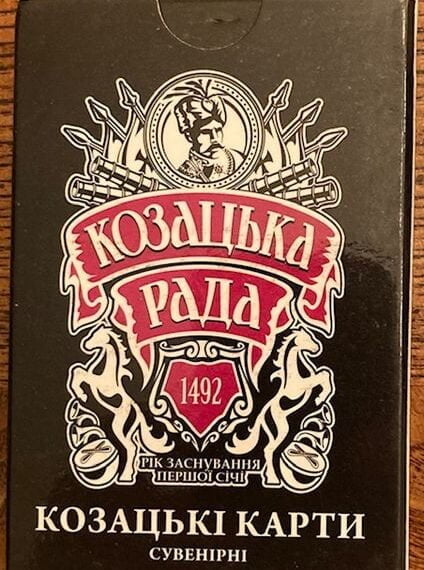 КОЗАЦЬКА
РАДА
1492
РІК ЗАСНУВАННЯ
ПЕРШОЇ СІЧІ
КОЗАЦЬКІ КАРТИ
СУВЕНІРНІ